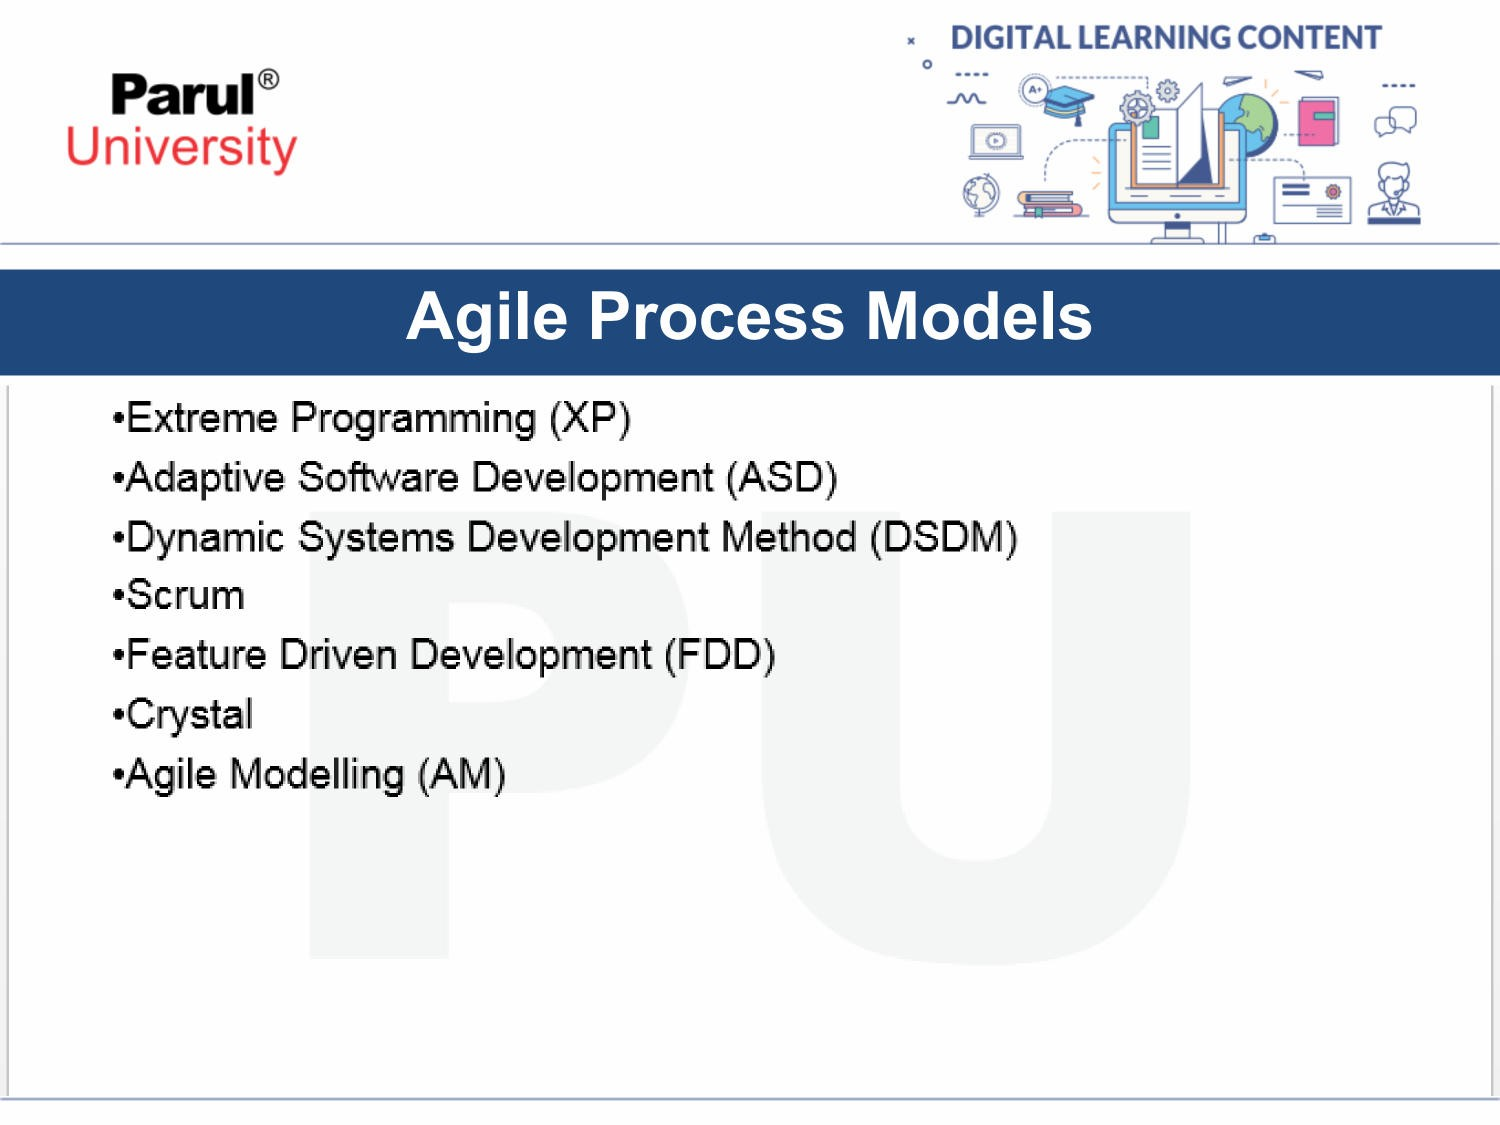 DIGITAL LEARNING CONTENT
Parul®
University
A+
Agile Process Models
•Extreme Programming (XP)
•Adaptive Software Development (ASD)
•Dynamic Systems Development Method (DSDM)
•Scrum
•Feature Driven Development (FDD)
•Crystal
•Agile Modelling (AM)
PU